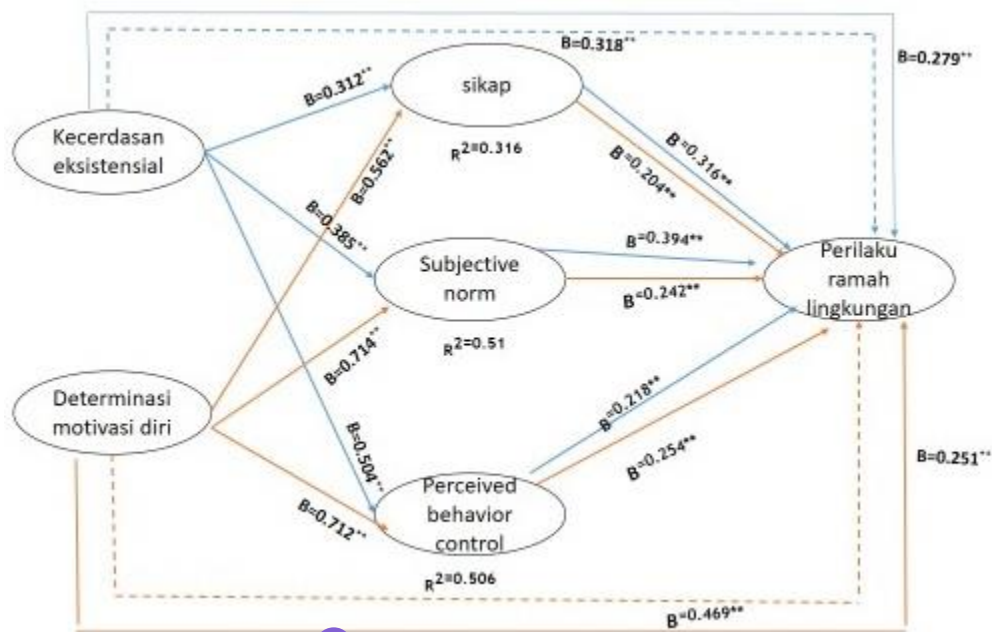 B=0.318**
B=0.279**
B=0.312**
sikap
Kecerdasan
eksistensial
R2=0.316
B=0.562**
B=0.316**
B=0.204**
B=0.385**
B=0.394**
Subjective
norm
Perilaku
ramah
lingkungan
B=0.242**
R2=0.51
B=0.714**
Determinasi
motivasi diri
B=0.218**
B=0.504**
B=0.254**
B=0.251**
Perceived
behavior
control
B=0.712**
R2=0.506
B=0.469**